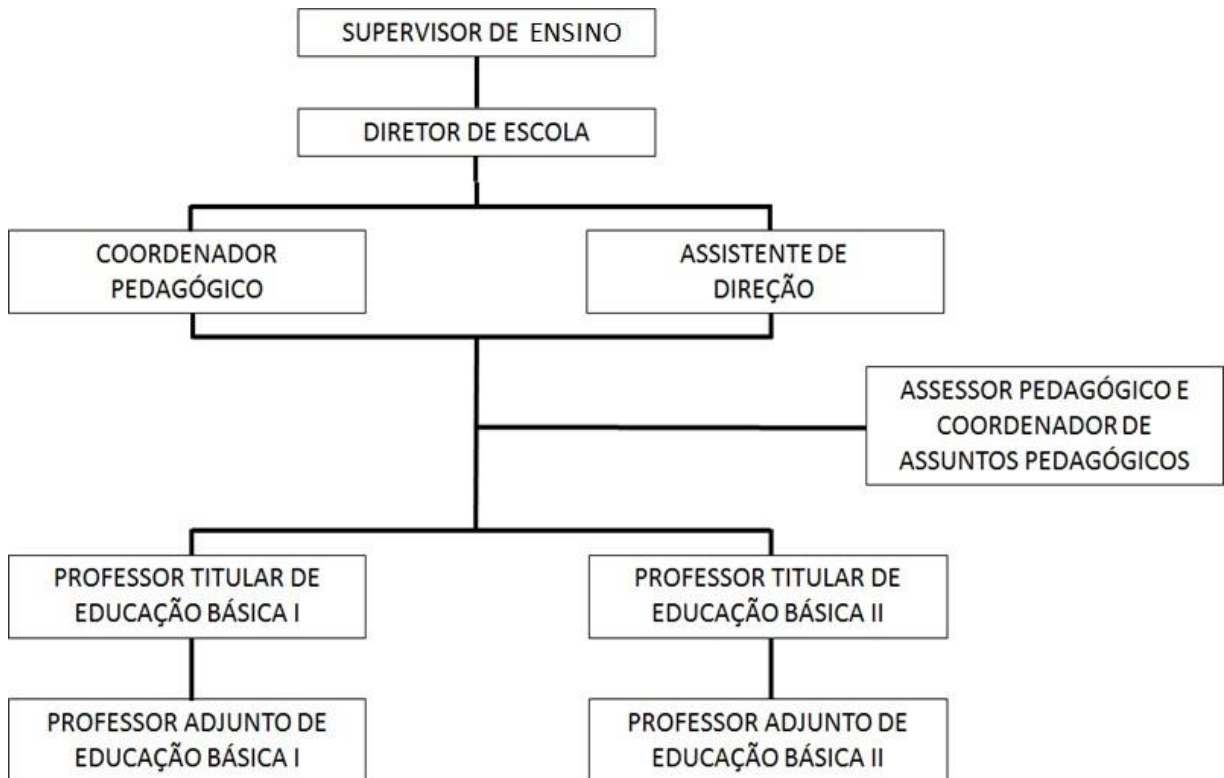 SUPERVISOR DE ENSINO
DIRETOR DE ESCOLA
COORDENADOR
PEDAGÓGICO
ASSISTENTE DE
DIREÇÃO
ASSESSOR PEDAGÓGICO E
COORDENADOR DE
ASSUNTOS PEDAGÓGICOS
PROFESSOR TITULAR DE
EDUCAÇÃO BÁSICA I
PROFESSOR TITULAR DE
EDUCAÇÃO BÁSICA II
PROFESSOR ADJUNTO DE
EDUCAÇÃO BÁSICA I
PROFESSOR ADJUNTO DE
EDUCAÇÃO BÁSICA II